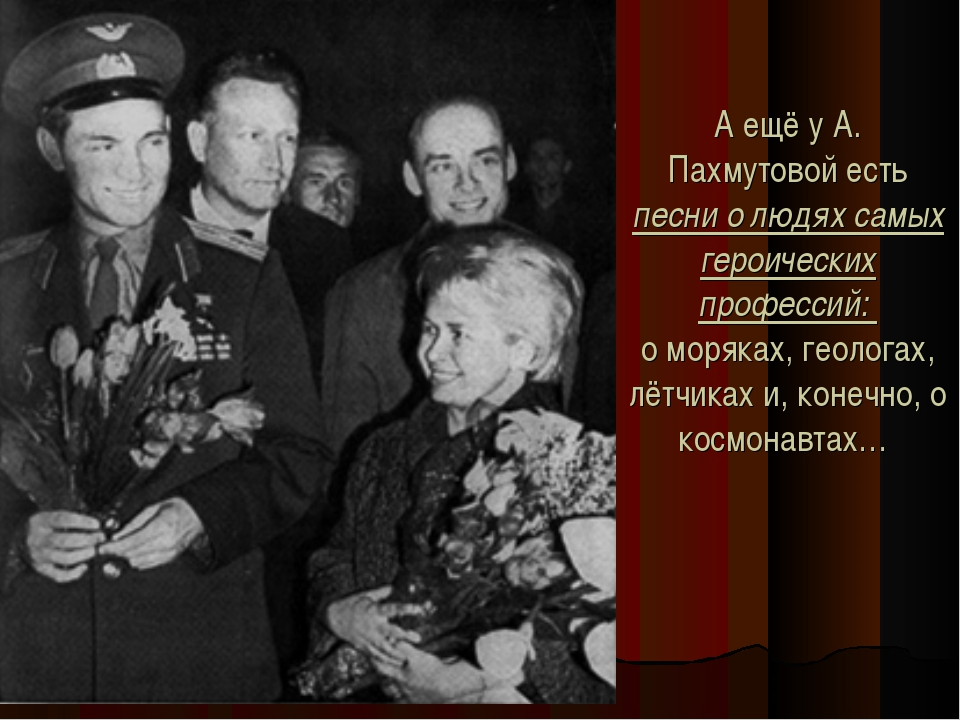 А ещё у А.
Пахмутовой есть
песни о людях самых
героических
профессий:
о моряках, геологах,
лётчиках и, конечно, о
космонавтах…